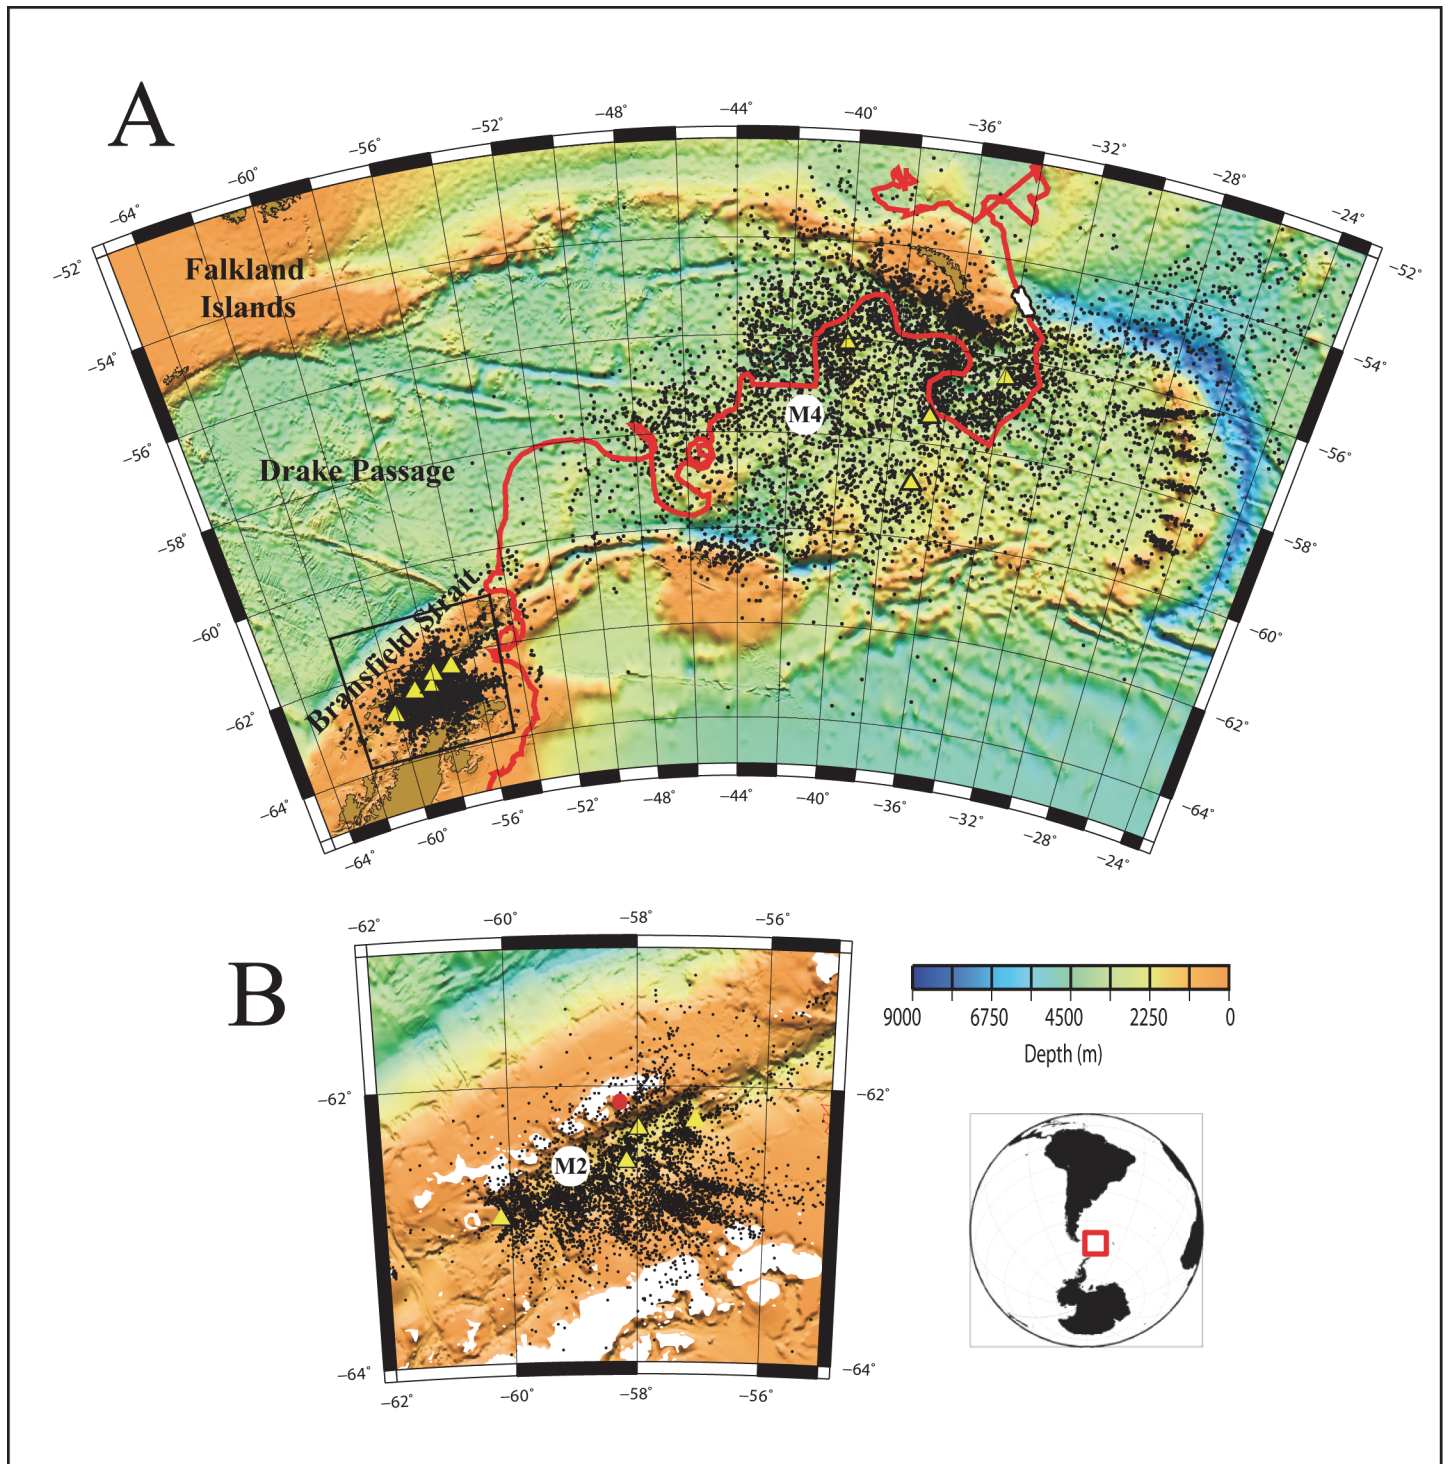 A
−64° −60° −56° −52° −48° −44° −40° −36° −32° −28° −24°
−52° −52°
Falkland
Islands
−54° −54°
M4
−56° −56°
Drake Passage
−58° −58°
Bransfield Strait
−60° −60°
−62° −62°
−64° −64°
−64° −60° −56° −52° −48° −44° −40° −36° −32° −28° −24°
B
−62° −60° −58° −56°
−62° −62°
M2
−64° −64°
−62° −60° −58° −56°
9000 6750 4500 2250 0
Depth (m)